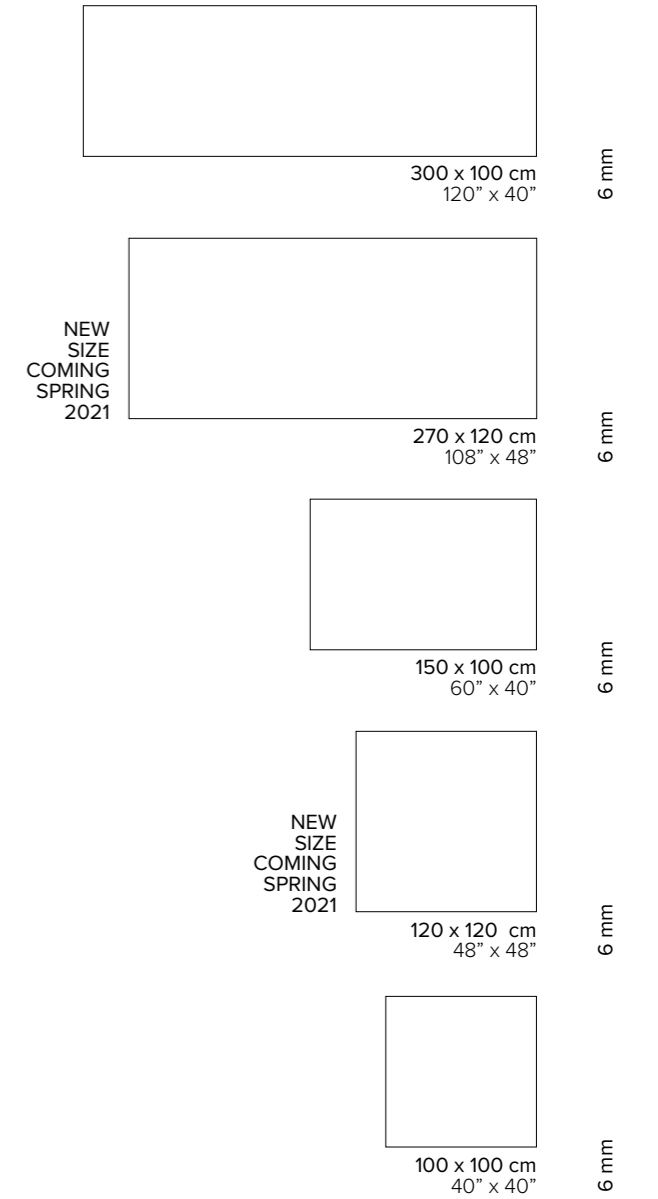 300 x 100 cm
120” x 40”
6 mm
NEW
SIZE
COMING
SPRING
2021
270 x 120 cm
108” x 48”
6 mm
150 x 100 cm
60” x 40”
6 mm
NEW
SIZE
COMING
SPRING
2021
120 x 120  cm
48” x 48”
6 mm
100 x 100 cm
40” x 40”
6 mm